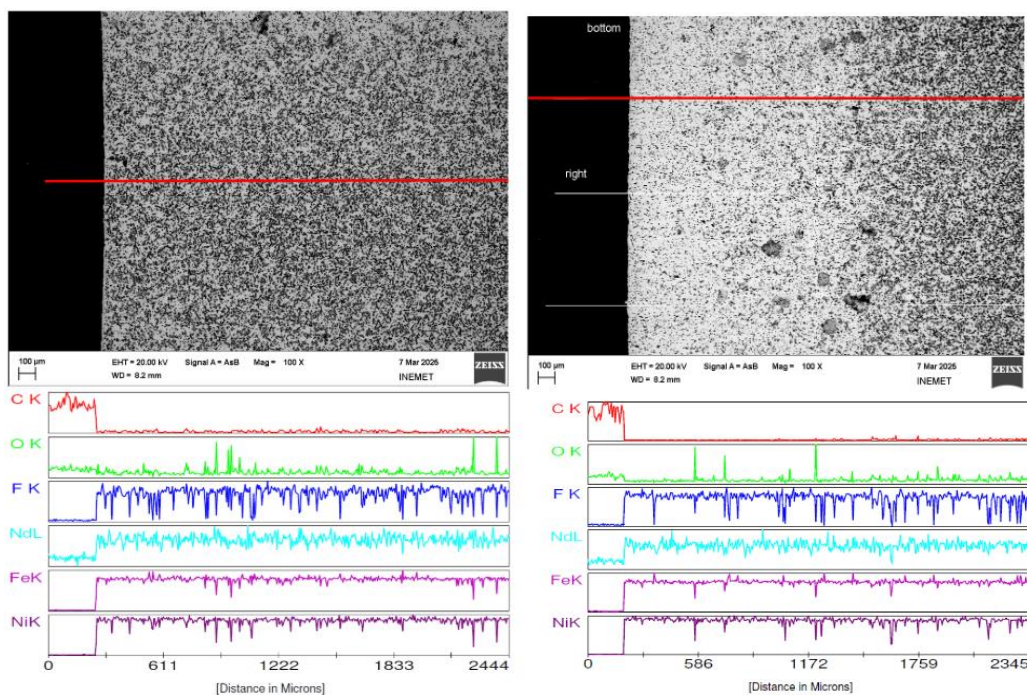 bottom
right
100 µm
EHT = 20.00 kV Signal A = AsB Mag = 100 X 7 Mar 2025
WD = 8.2 mm INEMET
ZEISS
100 µm
EHT = 20.00 kV Signal A = AsB Mag = 100 X 7 Mar 2025
WD = 8.2 mm INEMET
ZEISS
C K
O K
F K
NdL
FeK
NiK
0 611 1222 1833 2444
[Distance in Microns]
C K
O K
F K
NdL
FeK
NiK
0 586 1172 1759 2345
[Distance in Microns]